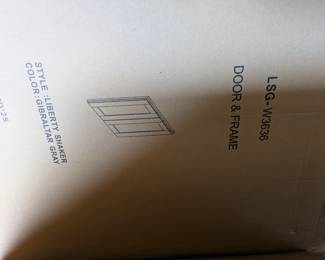 LSG-W3636
DOOR & FRAME
STYLE :LIBERTY SHAKER
COLOR:GIBRALTAR GRAY